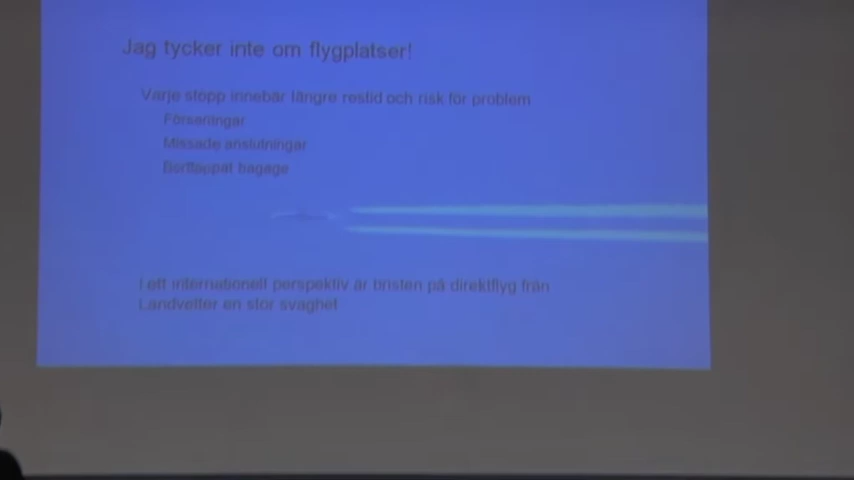 Jag tycker inte om flygplatser!
Varje stopp innebär längre restid och risk för problem
Förseningar
Missade anslutningar
Borttappat bagage
I ett internationell perspektiv är bristen på direktflyg från
Landvetter en stor svaghet